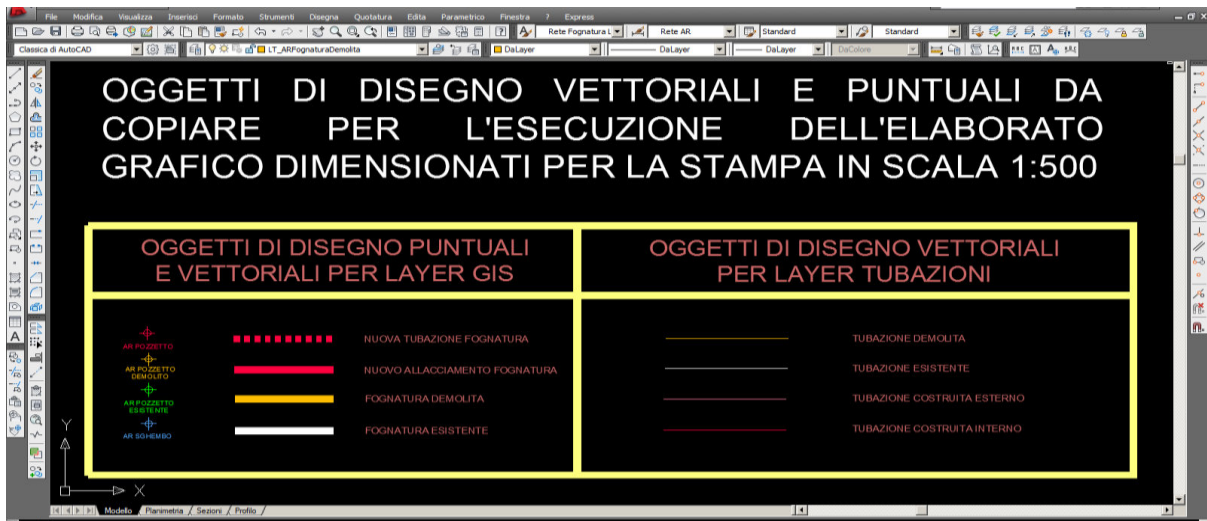 File Modifica Visualizza Inserisci Formato Strumenti Disegna Quotatura Edita Parametrico Finestra ? Express
Rete Fognatura L Rete AR Standard Standard
Classica di AutoCAD LT_ARFognaturaDemolita DaLayer DaLayer DaLayer DaColore
OGGETTI DI DISEGNO VETTORIALI E PUNTUALI DA
COPIARE PER L'ESECUZIONE DELL'ELABORATO
GRAFICO DIMENSIONATI PER LA STAMPA IN SCALA 1:500
OGGETTI DI DISEGNO PUNTUALI
E VETTORIALI PER LAYER GIS
OGGETTI DI DISEGNO VETTORIALI
PER LAYER TUBAZIONI
AR POZZETTO
NUOVA TUBAZIONE FOGNATURA
AR POZZETTO
DEMOLITO
NUOVO ALLACCIAMENTO FOGNATURA
AR POZZETTO
ESISTENTE
FOGNATURA DEMOLITA
AR SGHEMBO
FOGNATURA ESISTENTE
TUBAZIONE DEMOLITA
TUBAZIONE ESISTENTE
TUBAZIONE COSTRUITA ESTERNO
TUBAZIONE COSTRUITA INTERNO
Y
X
Modello Planimetria Sezioni Profilo